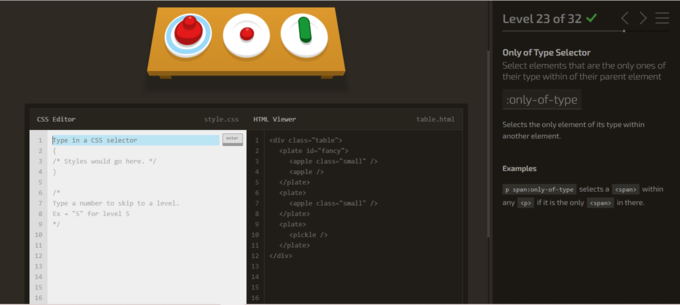 Level 23 of 32
Only of Type Selector
Select elements that are the only ones of
their type within of their parent element
:only-of-type
Selects the only element of its type within
another element.
Examples
p span:only-of-type selects a <span> within
any <p> if it is the only <span> in there.
CSS Editor style.css
1 Type in a CSS selector enter
2 {
3 /* Styles would go here. */
4 }
5
6 /*
7 Type a number to skip to a level.
8 Ex → "5" for level 5
9 */
10
11
12
13
14
15
16
HTML Viewer table.html
1 <div class="table">
2 <plate id="fancy">
3 <apple class="small" />
4 <apple />
5 </plate>
6 <plate>
7 <apple class="small" />
8 </plate>
9 <plate>
10 <pickle />
11 </plate>
12 </div>
13
14
15
16